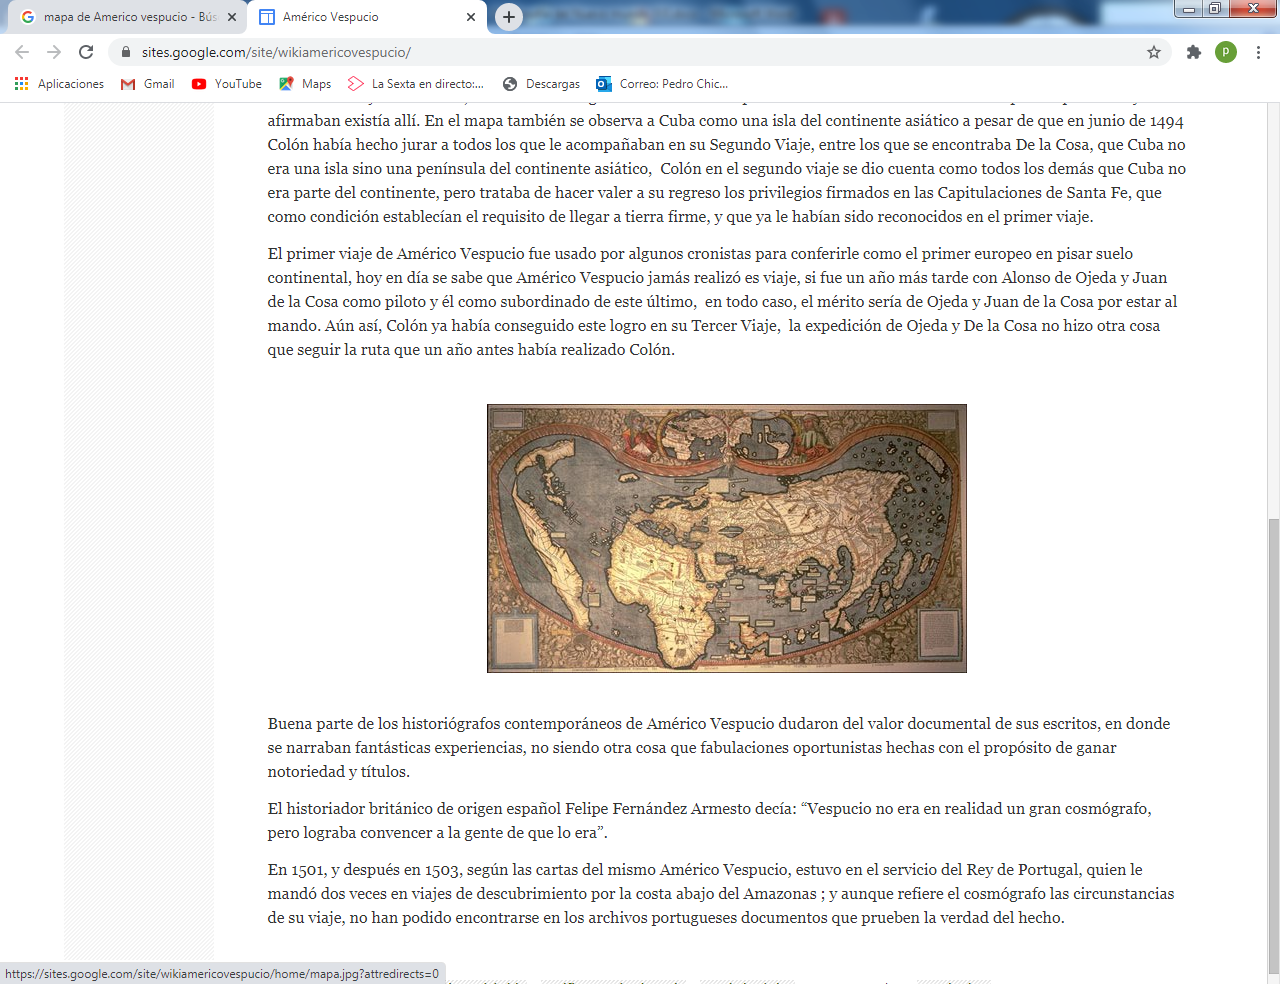 mapa de Americo vespucio - Bús
Américo Vespucio
sites.google.com/site/wikiamericovespucio/
P
Aplicaciones
Gmail
YouTube
Maps
La Sexta en directo:...
Descargas
Correo: Pedro Chic...
afirmaban existía allí. En el mapa también se observa a Cuba como una isla del continente asiático a pesar de que en junio de 1494
Colón había hecho jurar a todos los que le acompañaban en su Segundo Viaje, entre los que se encontraba De la Cosa, que Cuba no
era una isla sino una península del continente asiático,  Colón en el segundo viaje se dio cuenta como todos los demás que Cuba no
era parte del continente, pero trataba de hacer valer a su regreso los privilegios firmados en las Capitulaciones de Santa Fe, que
como condición establecían el requisito de llegar a tierra firme, y que ya le habían sido reconocidos en el primer viaje.
El primer viaje de Américo Vespucio fue usado por algunos cronistas para conferirle como el primer europeo en pisar suelo
continental, hoy en día se sabe que Américo Vespucio jamás realizó es viaje, si fue un año más tarde con Alonso de Ojeda y Juan
de la Cosa como piloto y él como subordinado de este último,  en todo caso, el mérito sería de Ojeda y Juan de la Cosa por estar al
mando. Aún así, Colón ya había conseguido este logro en su Tercer Viaje,  la expedición de Ojeda y De la Cosa no hizo otra cosa
que seguir la ruta que un año antes había realizado Colón.
Buena parte de los historiógrafos contemporáneos de Américo Vespucio dudaron del valor documental de sus escritos, en donde
se narraban fantásticas experiencias, no siendo otra cosa que fabulaciones oportunistas hechas con el propósito de ganar
notoriedad y títulos.
El historiador británico de origen español Felipe Fernández Armesto decía: “Vespucio no era en realidad un gran cosmógrafo,
pero lograba convencer a la gente de que lo era”.
En 1501, y después en 1503, según las cartas del mismo Américo Vespucio, estuvo en el servicio del Rey de Portugal, quien le
mandó dos veces en viajes de descubrimiento por la costa abajo del Amazonas ; y aunque refiere el cosmógrafo las circunstancias
de su viaje, no han podido encontrarse en los archivos portugueses documentos que prueben la verdad del hecho.
https://sites.google.com/site/wikiamericovespucio/home/mapa.jpg?attredirects=0